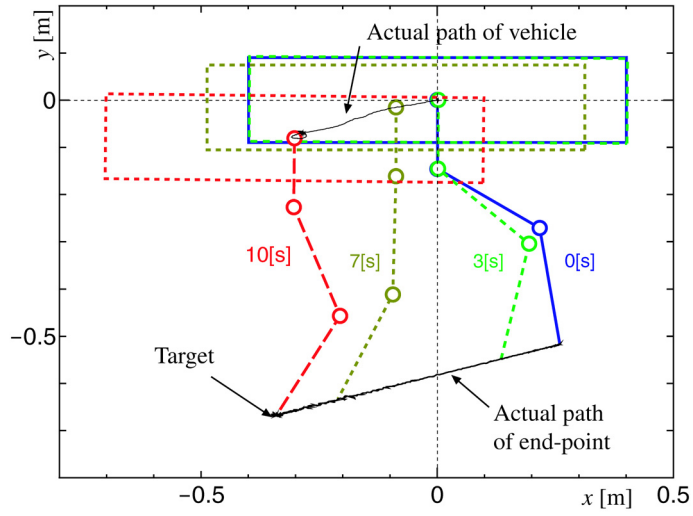 y [m]
Actual path of vehicle
0
10[s]
7[s]
3[s]
0[s]
−0.5
Target
Actual path
of end-point
−0.5
0
x [m]
0.5